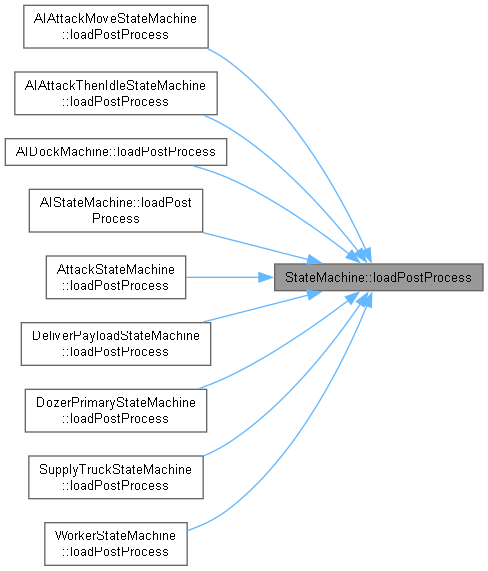 AIAttackMoveStateMachine
::loadPostProcess
AIAttackThenIdleStateMachine
::loadPostProcess
AIDockMachine::loadPostProcess
AIStateMachine::loadPost
Process
AttackStateMachine
::loadPostProcess
StateMachine::loadPostProcess
DeliverPayloadStateMachine
::loadPostProcess
DozerPrimaryStateMachine
::loadPostProcess
SupplyTruckStateMachine
::loadPostProcess
WorkerStateMachine
::loadPostProcess